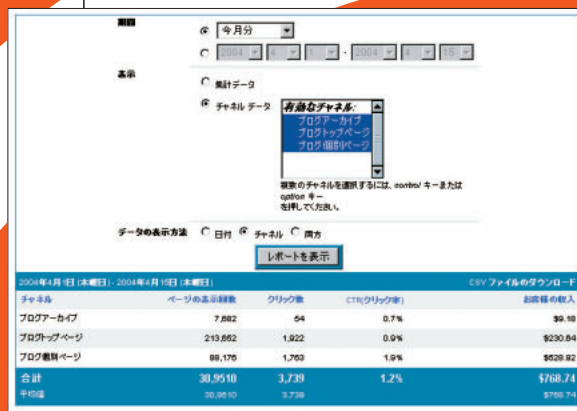 期間
今月分
2004 4 1 - 2004 4 15
表示
集計データ
チャネル データ
有効なチャネル:
ブログアーカイブ
ブログトップページ
ブログ個別ページ
複数のチャネルを選択するには、control キーまたは
option キー
を押してください。
データの表示方法 日付 チャネル 両方
レポートを表示
2004年4月1日 (木曜日) - 2004年4月15日 (木曜日) CSV ファイルのダウンロード
チャネル ページの表示回数 クリック数 CTR(クリック率) お客様の収入
ブログアーカイブ 7,682 54 0.7% $9.18
ブログトップページ 213,652 1,922 0.9% $230.64
ブログ個別ページ 88,176 1,763 1.9% $528.92
合計 30,9510 3,739 1.2% $768.74
平均値 30,9510 3,739 $768.74